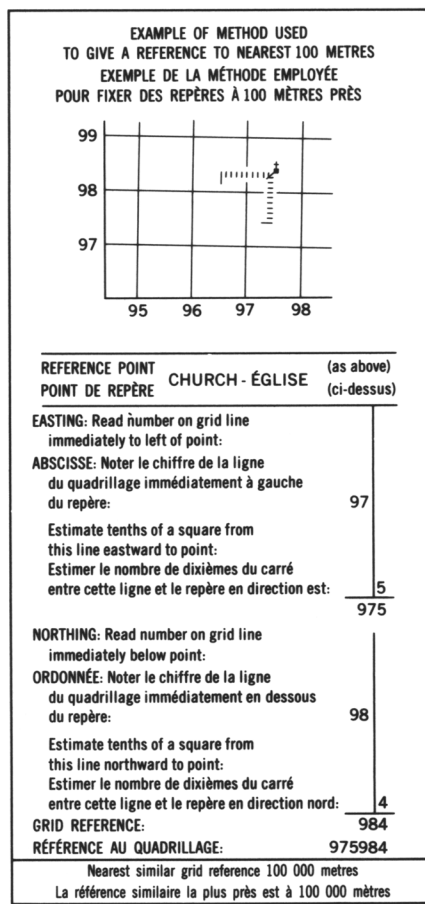 EXAMPLE OF METHOD USED
TO GIVE A REFERENCE TO NEAREST 100 METRES
EXEMPLE DE LA MÉTHODE EMPLOYÉE
POUR FIXER DES REPÈRES À 100 MÈTRES PRÈS
99
98
97
95 96 97 98
REFERENCE POINT
POINT DE REPÈRE
CHURCH - ÉGLISE
(as above)
(ci-dessus)
EASTING: Read number on grid line
immediately to left of point:
ABSCISSE: Noter le chiffre de la ligne
du quadrillage immédiatement à gauche
du repère: 97
Estimate tenths of a square from
this line eastward to point:
Estimer le nombre de dixièmes du carré
entre cette ligne et le repère en direction est: 5
975
NORTHING: Read number on grid line
immediately below point:
ORDONNÉE: Noter le chiffre de la ligne
du quadrillage immédiatement en dessous
du repère: 98
Estimate tenths of a square from
this line northward to point:
Estimer le nombre de dixièmes du carré
entre cette ligne et le repère en direction nord: 4
GRID REFERENCE: 984
RÉFÉRENCE AU QUADRILLAGE: 975984
Nearest similar grid reference 100 000 metres
La référence similaire la plus près est à 100 000 mètres